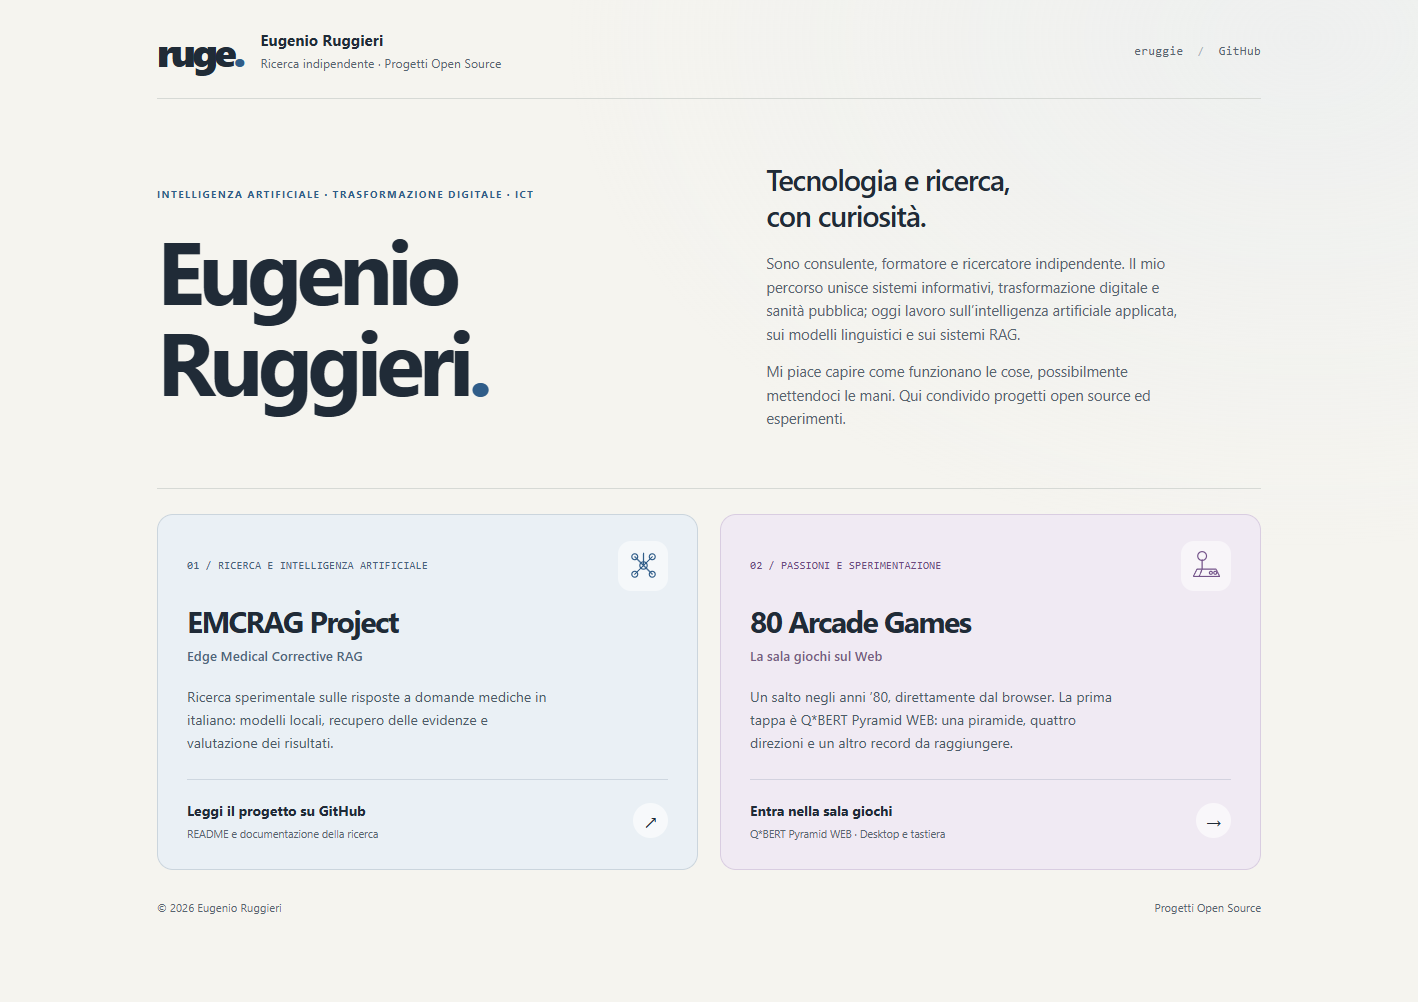 ruge.
Eugenio Ruggieri
Ricerca indipendente · Progetti Open Source
eruggie / GitHub
INTELLIGENZA ARTIFICIALE · TRASFORMAZIONE DIGITALE · ICT
Eugenio
Ruggieri.
Tecnologia e ricerca,
con curiosità.
Sono consulente, formatore e ricercatore indipendente. Il mio
percorso unisce sistemi informativi, trasformazione digitale e
sanità pubblica; oggi lavoro sull’intelligenza artificiale applicata,
sui modelli linguistici e sui sistemi RAG.
Mi piace capire come funzionano le cose, possibilmente
mettendoci le mani. Qui condivido progetti open source ed
esperimenti.
01 / RICERCA E INTELLIGENZA ARTIFICIALE
EMCRAG Project
Edge Medical Corrective RAG
Ricerca sperimentale sulle risposte a domande mediche in
italiano: modelli locali, recupero delle evidenze e
valutazione dei risultati.
Leggi il progetto su GitHub
README e documentazione della ricerca
↗
02 / PASSIONI E SPERIMENTAZIONE
80 Arcade Games
La sala giochi sul Web
Un salto negli anni ’80, direttamente dal browser. La prima
tappa è Q*BERT Pyramid WEB: una piramide, quattro
direzioni e un altro record da raggiungere.
Entra nella sala giochi
Q*BERT Pyramid WEB · Desktop e tastiera
→
© 2026 Eugenio Ruggieri
Progetti Open Source